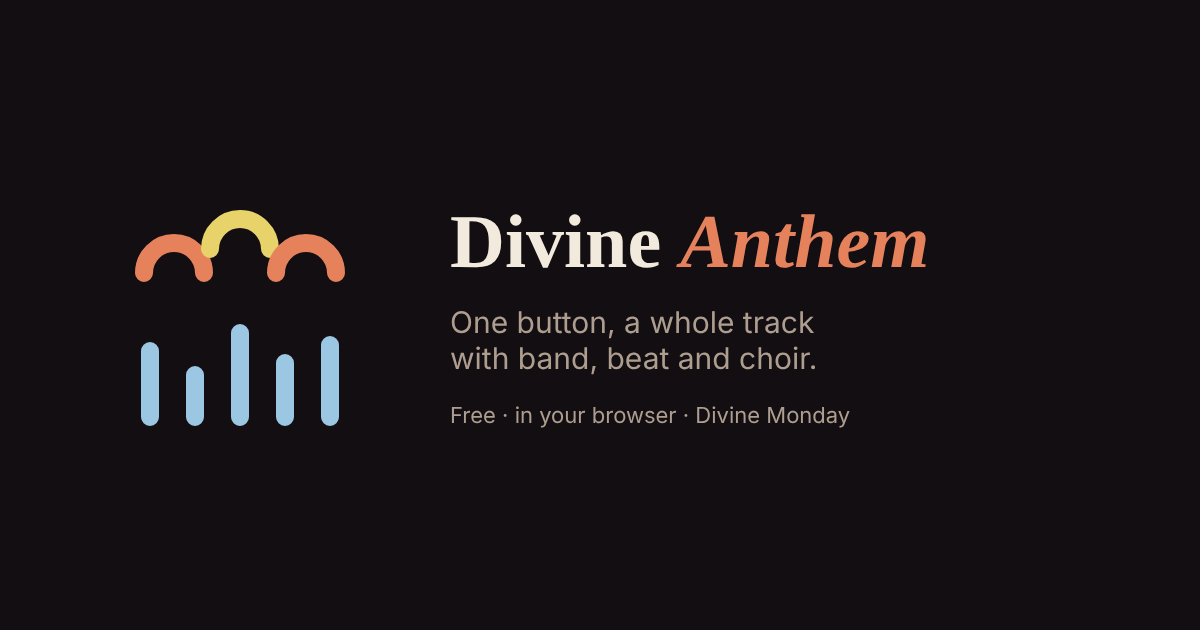 Divine Anthem
One button, a whole track
with band, beat and choir.
Free · in your browser · Divine Monday